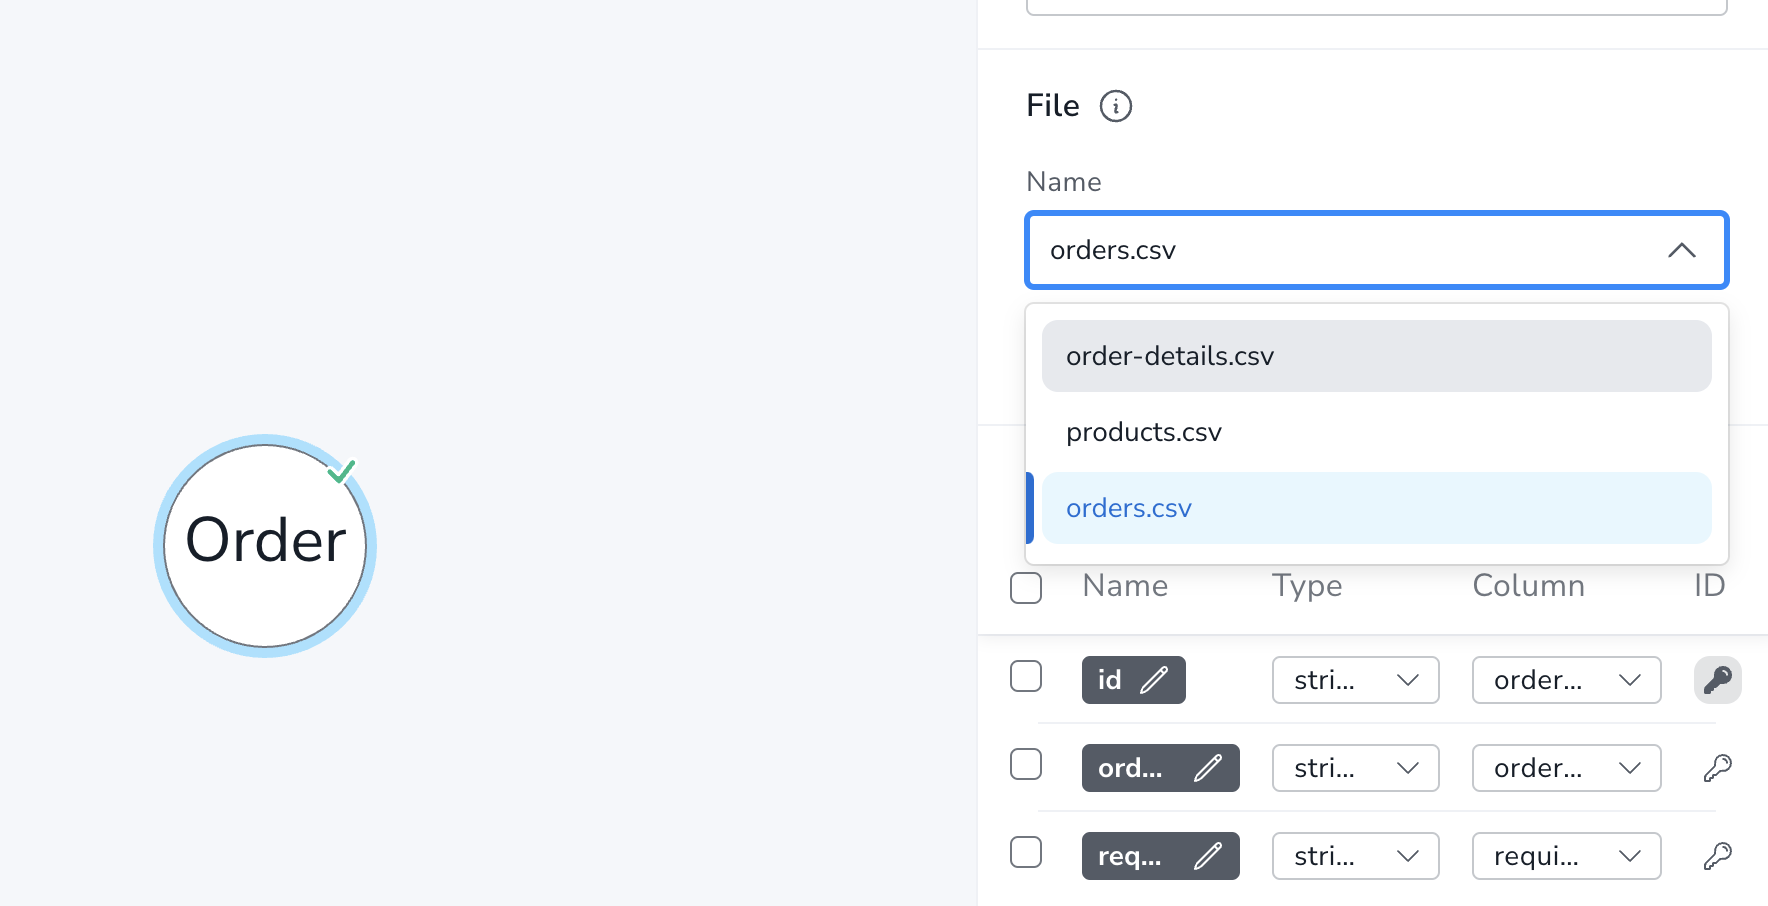 File
Name
orders.csv
order-details.csv
products.csv
orders.csv
Order
Name Type Column ID
id stri... order...
ord... stri... order...
req... stri... requi...